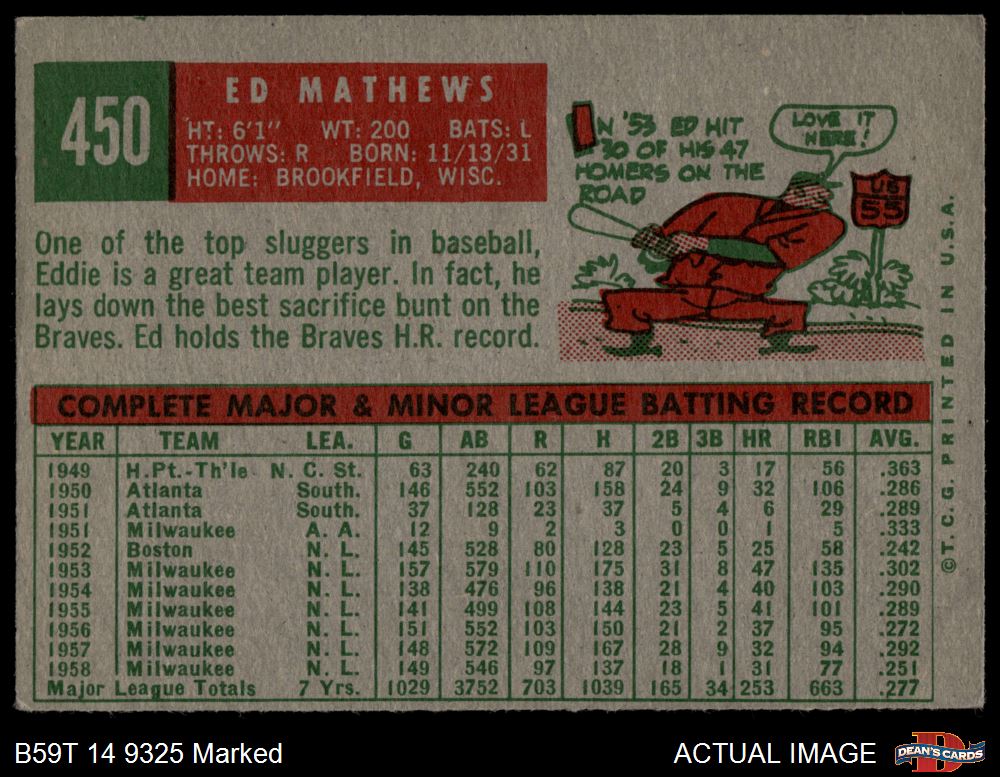 450
ED MATHEWS
HT: 6'1" WT: 200 BATS: L
THROWS: R BORN: 11/13/31
HOME: BROOKFIELD, WISC.
One of the top sluggers in baseball,
Eddie is a great team player. In fact, he
lays down the best sacrifice bunt on the
Braves. Ed holds the Braves H.R. record.
IN '53 ED HIT
30 OF HIS 47
HOMERS ON THE
ROAD
LOVE IT
HERE!
US
55
COMPLETE MAJOR & MINOR LEAGUE BATTING RECORD
YEAR TEAM LEA. G AB R H 2B 3B HR RBI AVG.
1949 H.Pt.-Th'le N. C. St. 63 240 62 87 20 3 17 56 .363
1950 Atlanta South. 146 552 103 158 24 9 32 106 .286
1951 Atlanta South. 37 128 23 37 5 4 6 29 .289
1951 Milwaukee A. A. 12 9 2 3 0 0 1 5 .333
1952 Boston N. L. 145 528 80 128 23 5 25 58 .242
1953 Milwaukee N. L. 157 579 110 175 31 8 47 135 .302
1954 Milwaukee N. L. 138 476 96 138 21 4 40 103 .290
1955 Milwaukee N. L. 141 499 108 144 23 5 41 101 .289
1956 Milwaukee N. L. 151 552 103 150 21 2 37 95 .272
1957 Milwaukee N. L. 148 572 109 167 28 9 32 94 .292
1958 Milwaukee N. L. 149 546 97 137 18 1 31 77 .251
Major League Totals 7 Yrs. 1029 3752 703 1039 165 34 253 663 .277
©T. C. G. PRINTED IN U.S.A.
B59T 14 9325 Marked
ACTUAL IMAGE
DEAN'S CARDS